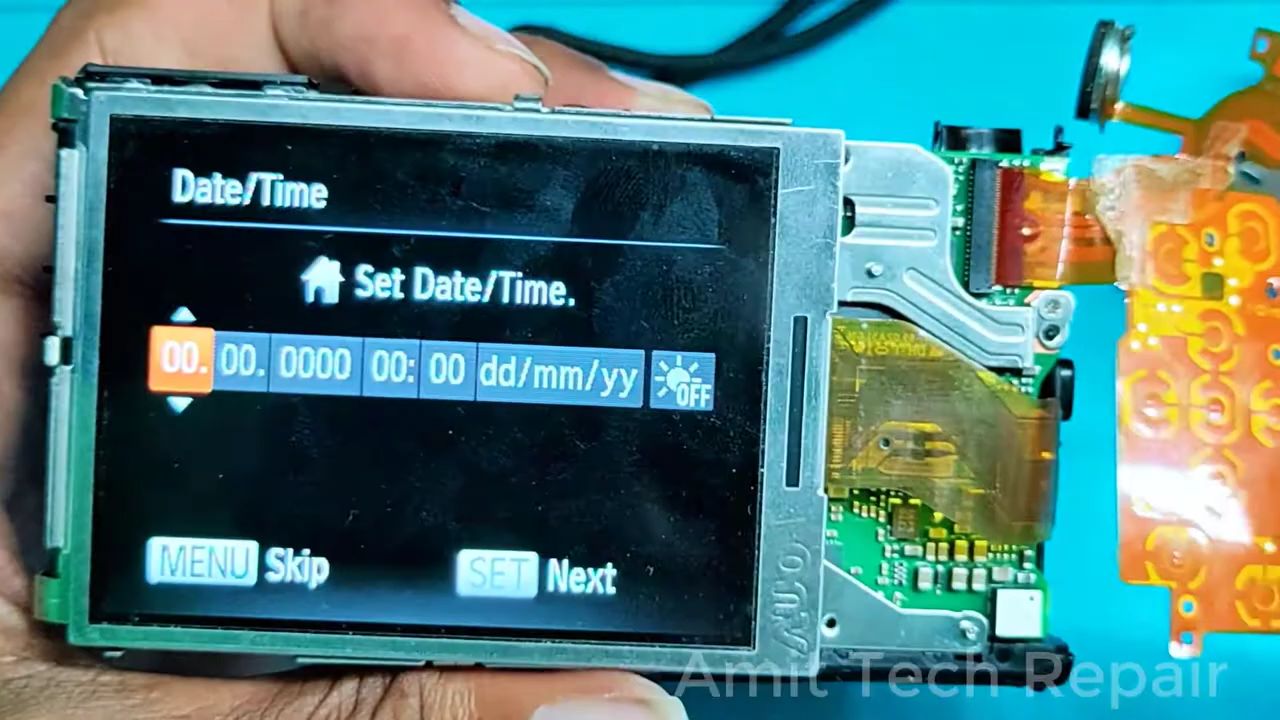 Date/Time
Set Date/Time.
00. 00. 0000 00: 00 dd/mm/yy OFF
MENU Skip SET Next
AUO
Amit Tech Repair